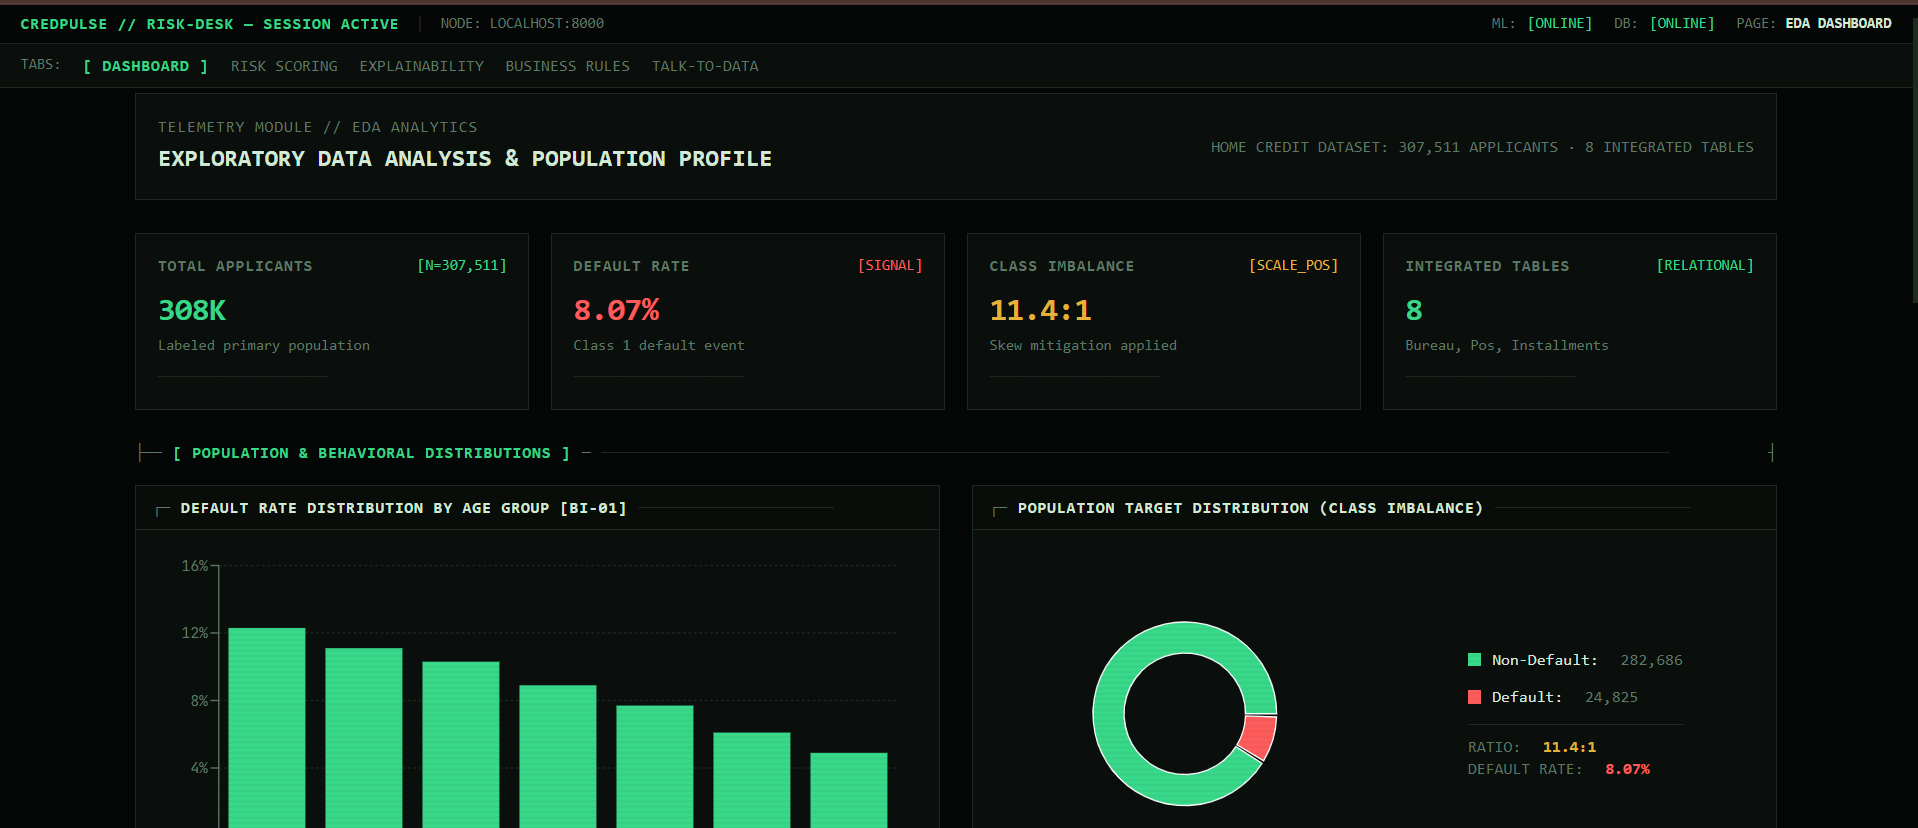 CREDPULSE // RISK-DESK — SESSION ACTIVE NODE: LOCALHOST:8000 ML: [ONLINE] DB: [ONLINE] PAGE: EDA DASHBOARD
TABS: [ DASHBOARD ] RISK SCORING EXPLAINABILITY BUSINESS RULES TALK-TO-DATA
TELEMETRY MODULE // EDA ANALYTICS
EXPLORATORY DATA ANALYSIS & POPULATION PROFILE
HOME CREDIT DATASET: 307,511 APPLICANTS · 8 INTEGRATED TABLES
TOTAL APPLICANTS [N=307,511]
308K
Labeled primary population
DEFAULT RATE [SIGNAL]
8.07%
Class 1 default event
CLASS IMBALANCE [SCALE_POS]
11.4:1
Skew mitigation applied
INTEGRATED TABLES [RELATIONAL]
8
Bureau, Pos, Installments
[ POPULATION & BEHAVIORAL DISTRIBUTIONS ]
DEFAULT RATE DISTRIBUTION BY AGE GROUP [BI-01]
16%
12%
8%
4%
POPULATION TARGET DISTRIBUTION (CLASS IMBALANCE)
Non-Default: 282,686
Default: 24,825
RATIO: 11.4:1
DEFAULT RATE: 8.07%